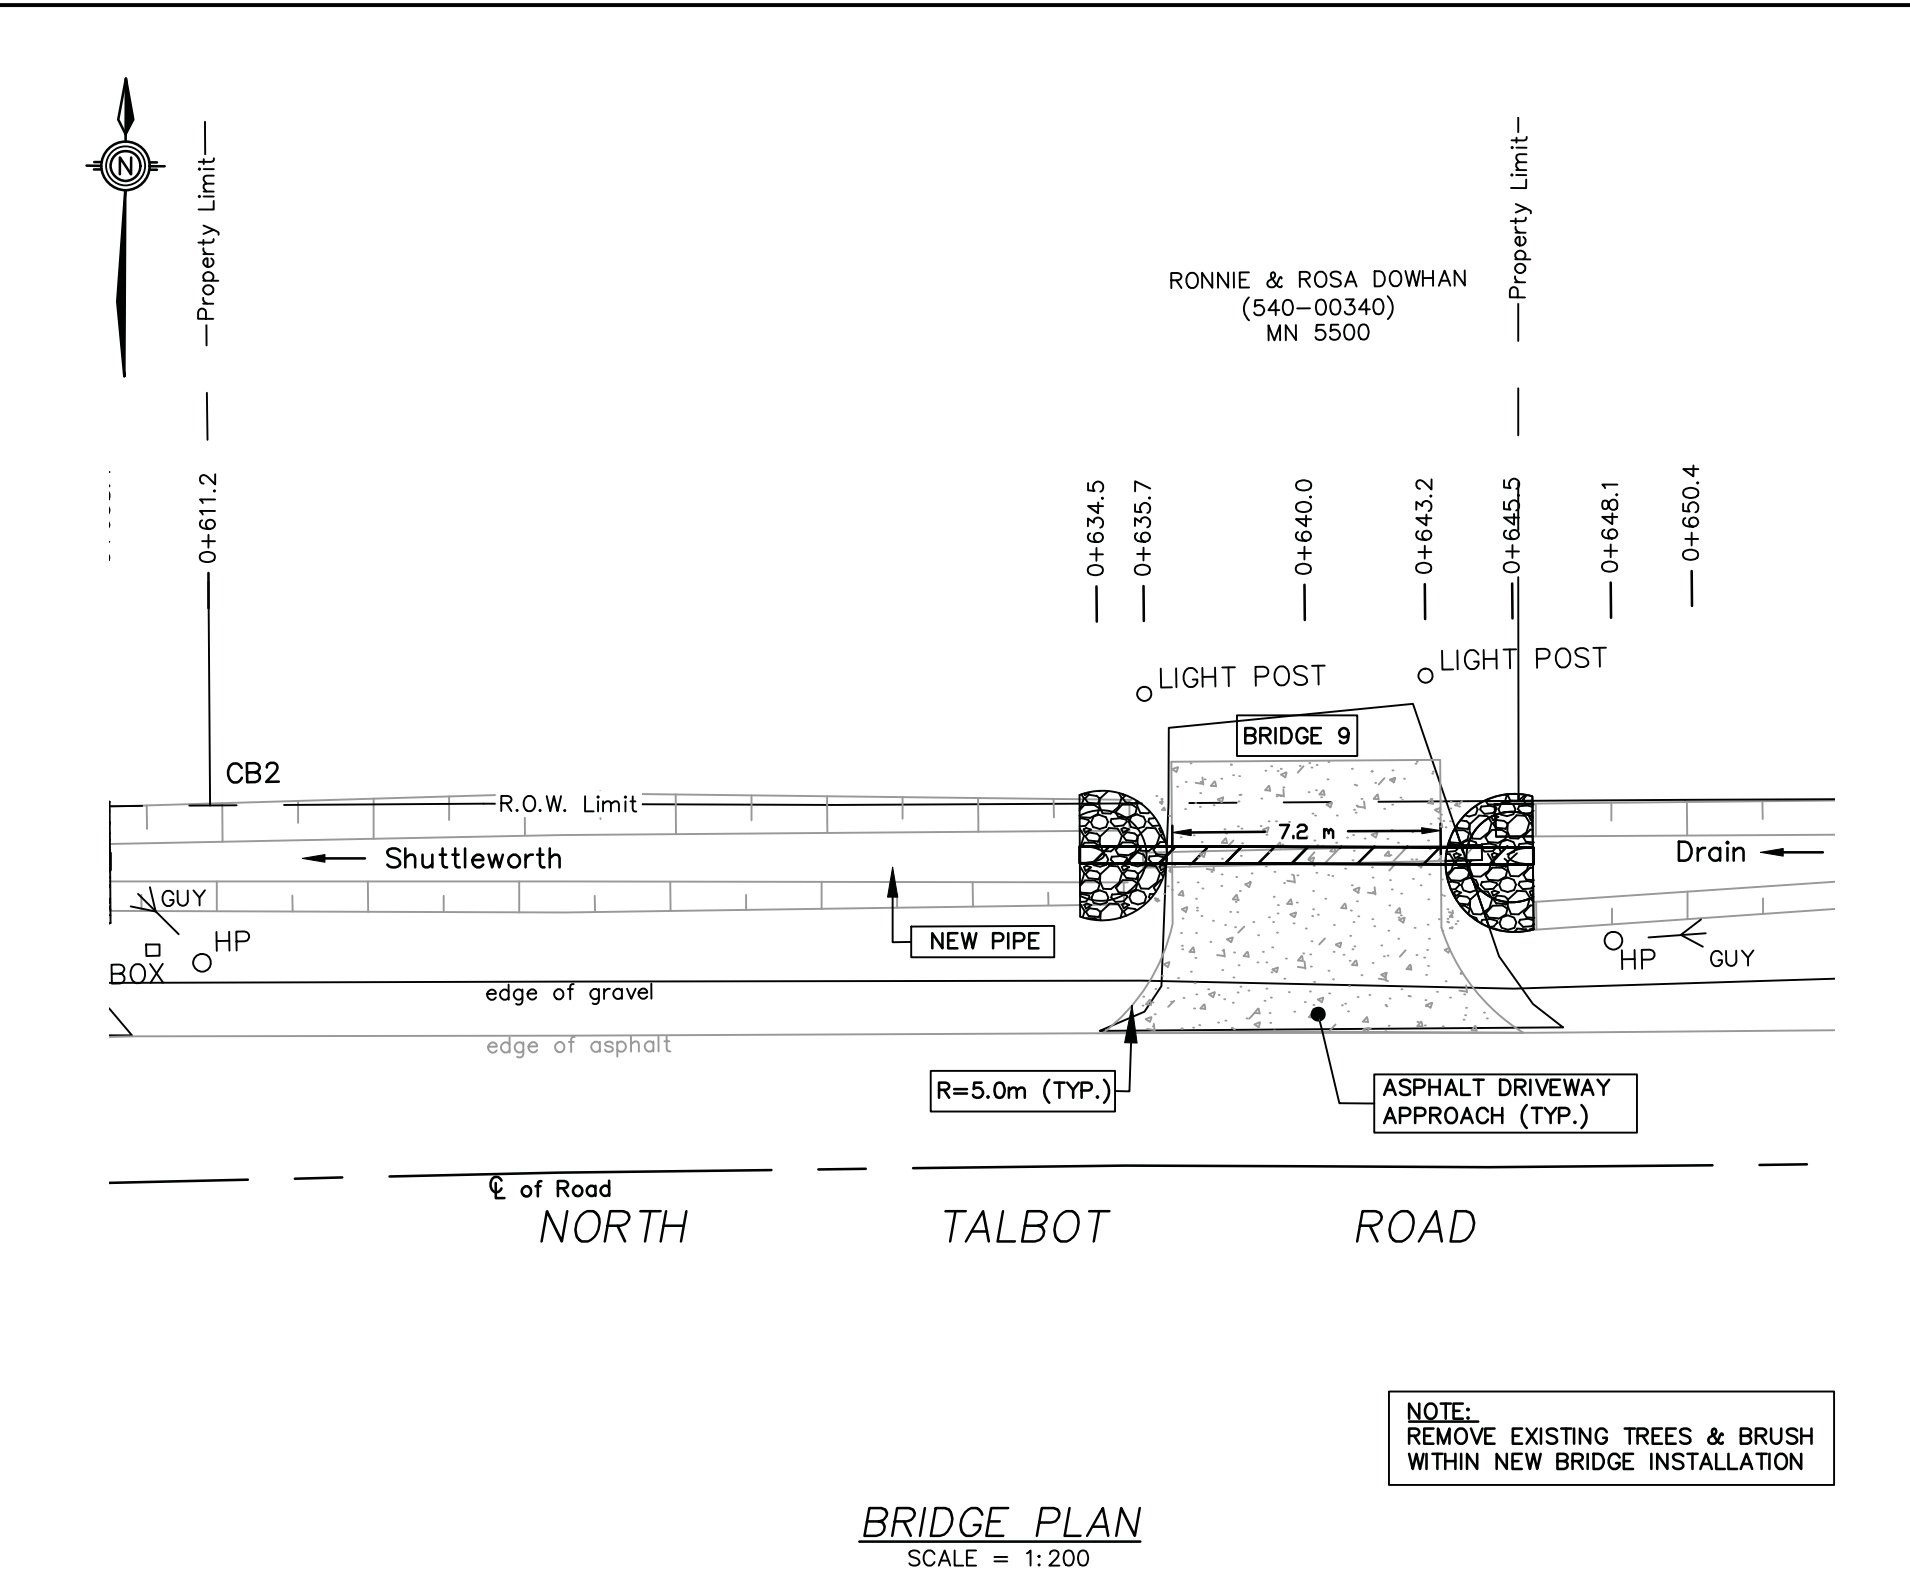 N
Property Limit
Property Limit
RONNIE & ROSA DOWHAN
(540-00340)
MN 5500
0+611.2
0+634.5
0+635.7
0+640.0
0+643.2
0+645.5
0+648.1
0+650.4
LIGHT POST
LIGHT POST
BRIDGE 9
CB2
R.O.W. Limit
7.2 m
Shuttleworth
Drain
GUY
NEW PIPE
HP
BOX
HP
GUY
edge of gravel
edge of asphalt
R=5.0m (TYP.)
ASPHALT DRIVEWAY
APPROACH (TYP.)
℄ of Road
NORTH TALBOT ROAD
NOTE:
REMOVE EXISTING TREES & BRUSH
WITHIN NEW BRIDGE INSTALLATION
BRIDGE PLAN
SCALE = 1:200